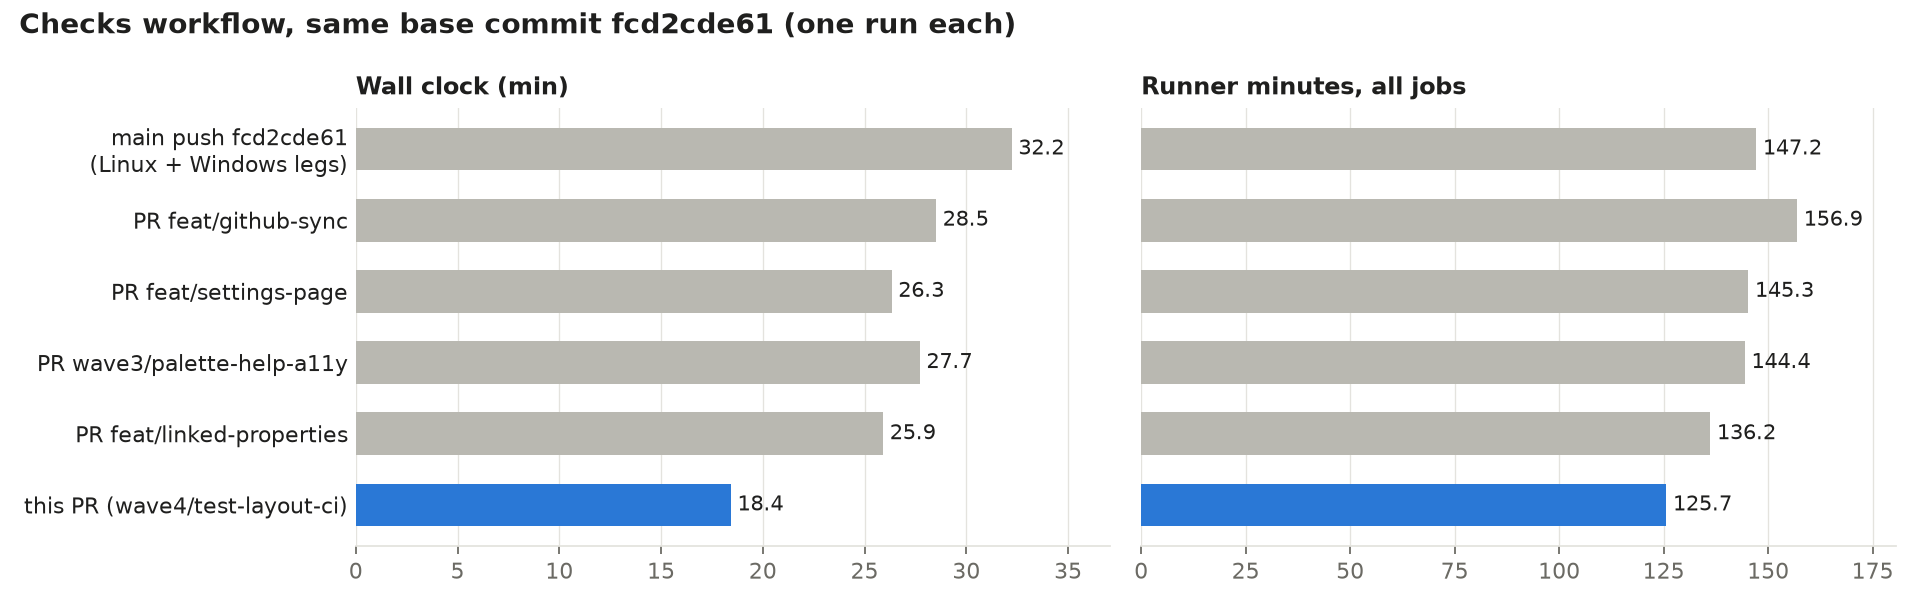 Checks workflow, same base commit fcd2cde61 (one run each)
Wall clock (min)
Runner minutes, all jobs
main push fcd2cde61
(Linux + Windows legs)
32.2
147.2
PR feat/github-sync
28.5
156.9
PR feat/settings-page
26.3
145.3
PR wave3/palette-help-a11y
27.7
144.4
PR feat/linked-properties
25.9
136.2
this PR (wave4/test-layout-ci)
18.4
125.7
0 5 10 15 20 25 30 35
0 25 50 75 100 125 150 175